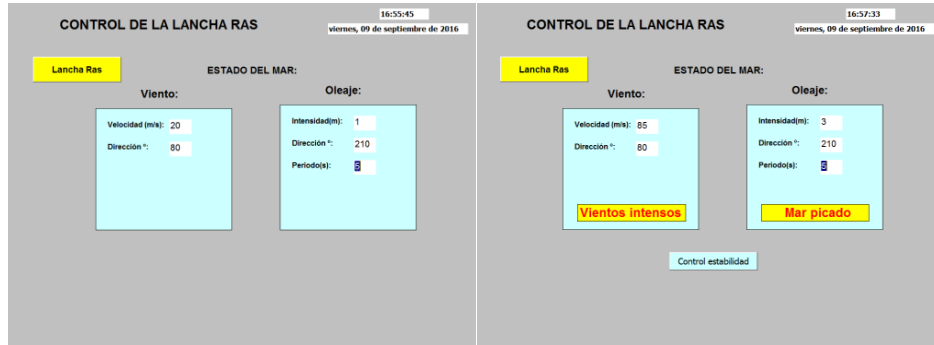 CONTROL DE LA LANCHA RAS
16:55:45
viernes, 09 de septiembre de 2016
Lancha Ras
ESTADO DEL MAR:
Viento:
Velocidad (m/s): 20
Dirección º: 80
Oleaje:
Intensidad(m): 1
Dirección º: 210
Periodo(s): 5
CONTROL DE LA LANCHA RAS
16:57:33
viernes, 09 de septiembre de 2016
Lancha Ras
ESTADO DEL MAR:
Viento:
Velocidad (m/s): 85
Dirección º: 80
Vientos intensos
Oleaje:
Intensidad(m): 3
Dirección º: 210
Periodo(s): 5
Mar picado
Control estabilidad